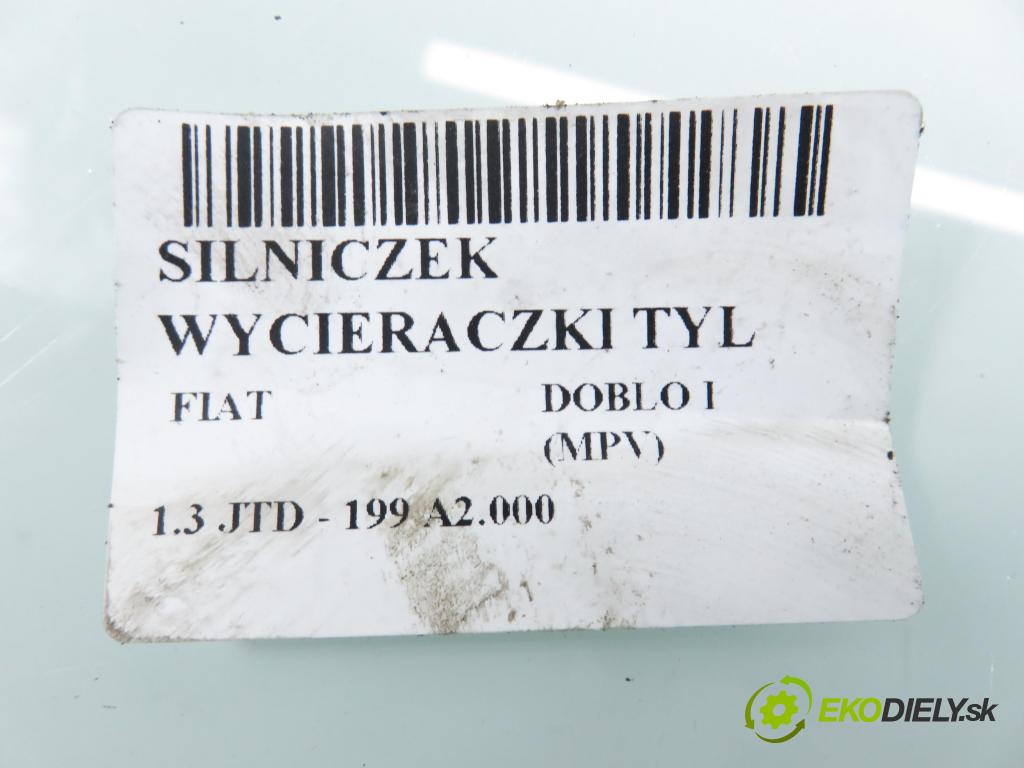 SILNICZEK
WYCIERACZKI TYL
FIAT DOBLO I
(MPV)
1.3 JTD - 199 A2.000
EKODIELY.sk